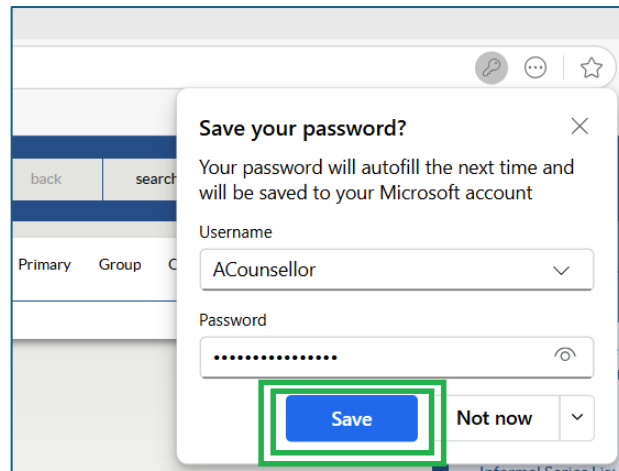 Save your password?
Your password will autofill the next time and
will be saved to your Microsoft account
back search
Username
ACounsellor
Primary Group
Password
••••••••••••••••
Save Not now